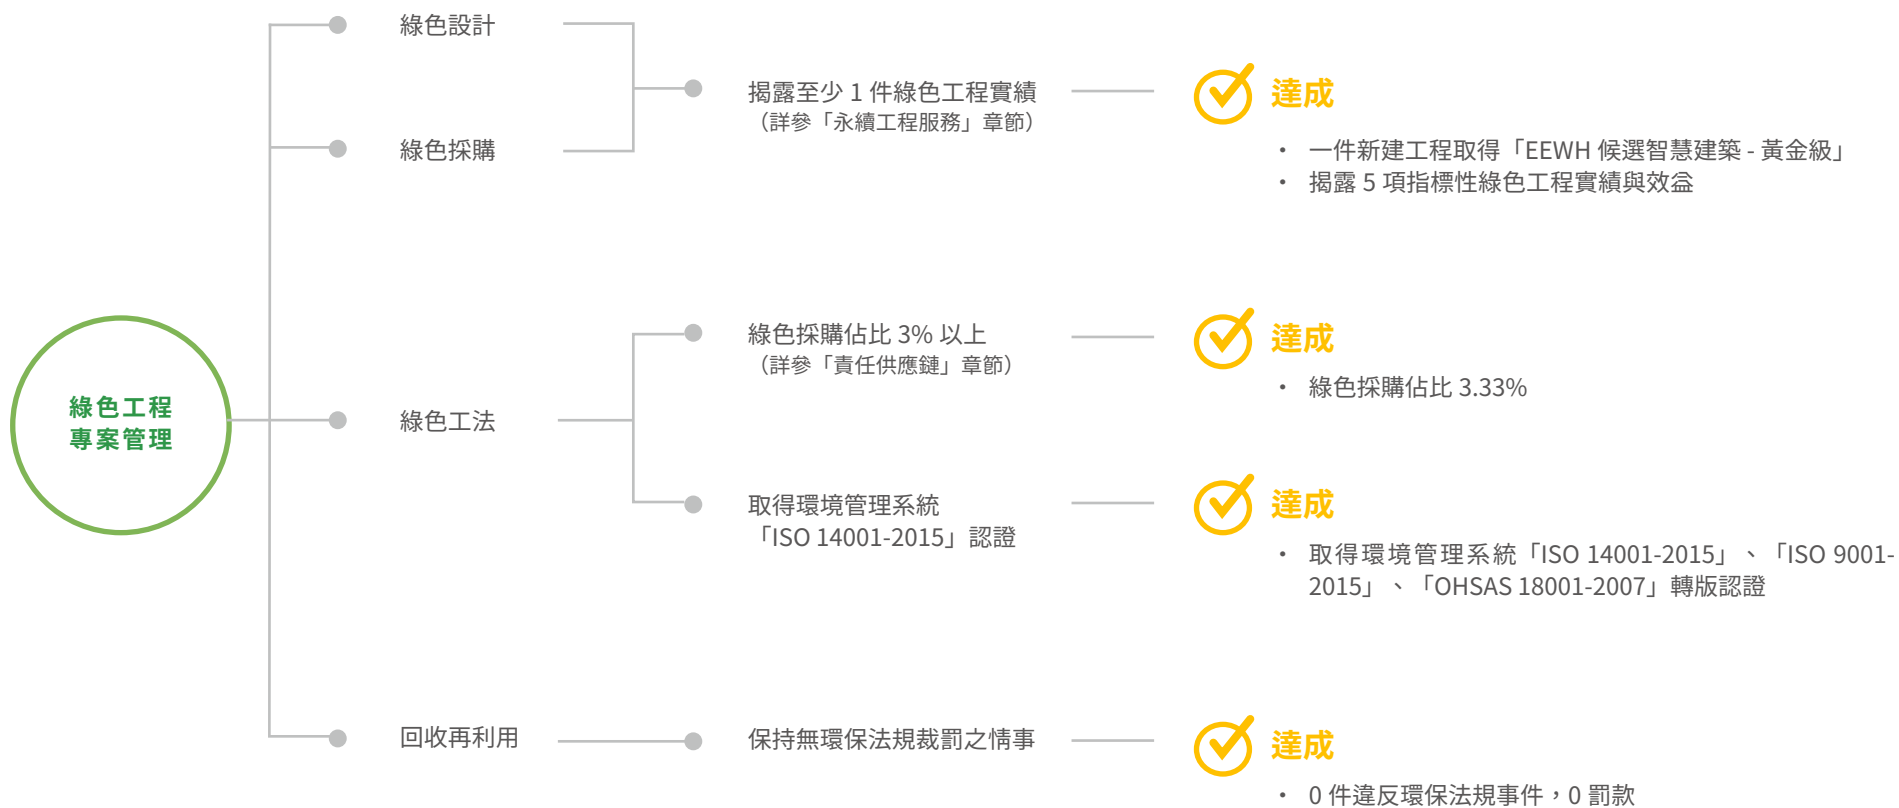 綠色設計
綠色採購
揭露至少 1 件綠色工程實績
（詳參「永續工程服務」章節）
達成
• 一件新建工程取得「EEWH 候選智慧建築 - 黃金級」
• 揭露 5 項指標性綠色工程實績與效益
綠色工程
專案管理
綠色工法
綠色採購佔比 3% 以上
（詳參「責任供應鏈」章節）
達成
• 綠色採購佔比 3.33%
取得環境管理系統
「ISO 14001-2015」認證
達成
• 取得環境管理系統「ISO 14001-2015」、「ISO 9001-
2015」、「OHSAS 18001-2007」轉版認證
回收再利用
保持無環保法規裁罰之情事
達成
• 0 件違反環保法規事件，0 罰款